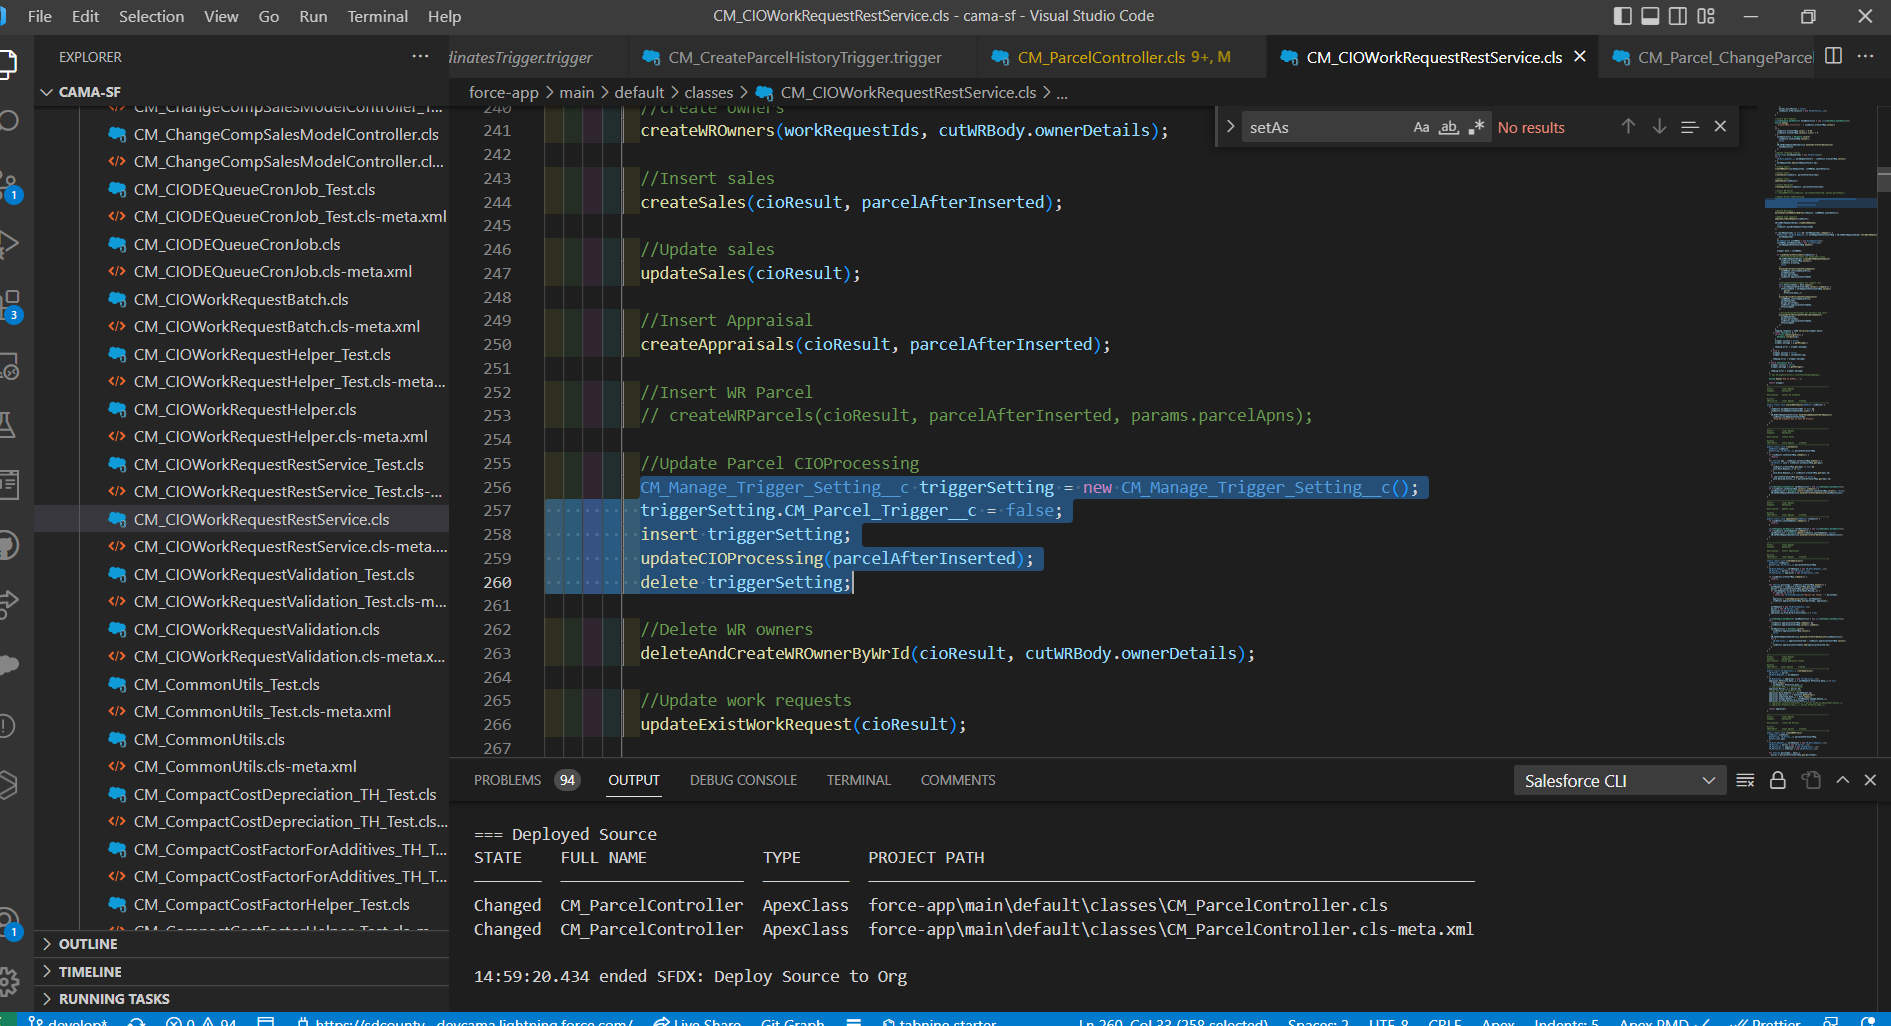 File Edit Selection View Go Run Terminal Help
CM_CIOWorkRequestRestService.cls - cama-sf - Visual Studio Code
EXPLORER
CAMA-SF
CM_ChangeCompSalesModelController_T...
CM_ChangeCompSalesModelController.cls
CM_ChangeCompSalesModelController.cl...
CM_CIODEQueueCronJob_Test.cls
CM_CIODEQueueCronJob_Test.cls-meta.xml
CM_CIODEQueueCronJob.cls
CM_CIODEQueueCronJob.cls-meta.xml
CM_CIOWorkRequestBatch.cls
CM_CIOWorkRequestBatch.cls-meta.xml
CM_CIOWorkRequestHelper_Test.cls
CM_CIOWorkRequestHelper_Test.cls-meta...
CM_CIOWorkRequestHelper.cls
CM_CIOWorkRequestHelper.cls-meta.xml
CM_CIOWorkRequestRestService_Test.cls
CM_CIOWorkRequestRestService_Test.cls-...
CM_CIOWorkRequestRestService.cls
CM_CIOWorkRequestRestService.cls-meta....
CM_CIOWorkRequestValidation_Test.cls
CM_CIOWorkRequestValidation_Test.cls-m...
CM_CIOWorkRequestValidation.cls
CM_CIOWorkRequestValidation.cls-meta.x...
CM_CommonUtils_Test.cls
CM_CommonUtils_Test.cls-meta.xml
CM_CommonUtils.cls
CM_CommonUtils.cls-meta.xml
CM_CompactCostDepreciation_TH_Test.cls
CM_CompactCostDepreciation_TH_Test.cls...
CM_CompactCostFactorForAdditives_TH_T...
CM_CompactCostFactorForAdditives_TH_T...
CM_CompactCostFactorHelper_Test.cls
CM_CompactCostFactorHelper_Test.cls-m...
OUTLINE
TIMELINE
RUNNING TASKS
1
3
1
dinatesTrigger.trigger
CM_CreateParcelHistoryTrigger.trigger
CM_ParcelController.cls 9+, M
CM_CIOWorkRequestRestService.cls
CM_Parcel_ChangeParcel
force-app > main > default > classes > CM_CIOWorkRequestRestService.cls > ...
setAs
Aa ab .*
No results
240 //Create owners
241 createWROwners(workRequestIds, cutWRBody.ownerDetails);
242
243 //Insert sales
244 createSales(cioResult, parcelAfterInserted);
245
246 //Update sales
247 updateSales(cioResult);
248
249 //Insert Appraisal
250 createAppraisals(cioResult, parcelAfterInserted);
251
252 //Insert WR Parcel
253 // createWRParcels(cioResult, parcelAfterInserted, params.parcelApns);
254
255 //Update Parcel CIOProcessing
256 CM_Manage_Trigger_Setting__c triggerSetting = new CM_Manage_Trigger_Setting__c();
257 triggerSetting.CM_Parcel_Trigger__c = false;
258 insert triggerSetting;
259 updateCIOProcessing(parcelAfterInserted);
260 delete triggerSetting;
261
262 //Delete WR owners
263 deleteAndCreateWROwnerByWrId(cioResult, cutWRBody.ownerDetails);
264
265 //Update work requests
266 updateExistWorkRequest(cioResult);
267
PROBLEMS 94 OUTPUT DEBUG CONSOLE TERMINAL COMMENTS
Salesforce CLI
=== Deployed Source
STATE FULL NAME TYPE PROJECT PATH
Changed CM_ParcelController ApexClass force-app\main\default\classes\CM_ParcelController.cls
Changed CM_ParcelController ApexClass force-app\main\default\classes\CM_ParcelController.cls-meta.xml
14:59:20.434 ended SFDX: Deploy Source to Org
develop* 0 94 https://sdcounty--devcama.lightning.force.com/ Live Share Git Graph tabnine starter Ln 260, Col 33 (258 selected) Spaces: 2 UTF-8 CRLF Apex Indents: 5 Apex PMD Prettier